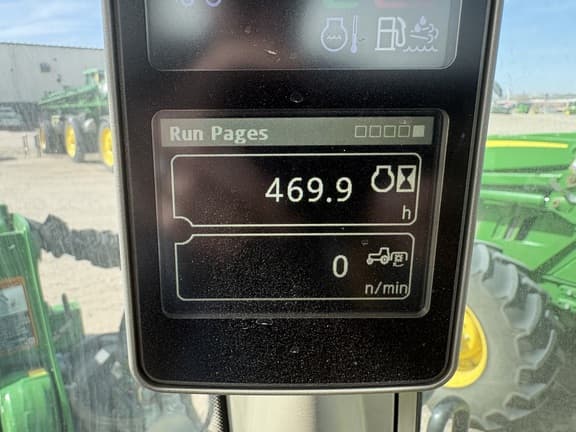 Run Pages
469.9
h
0
n/min